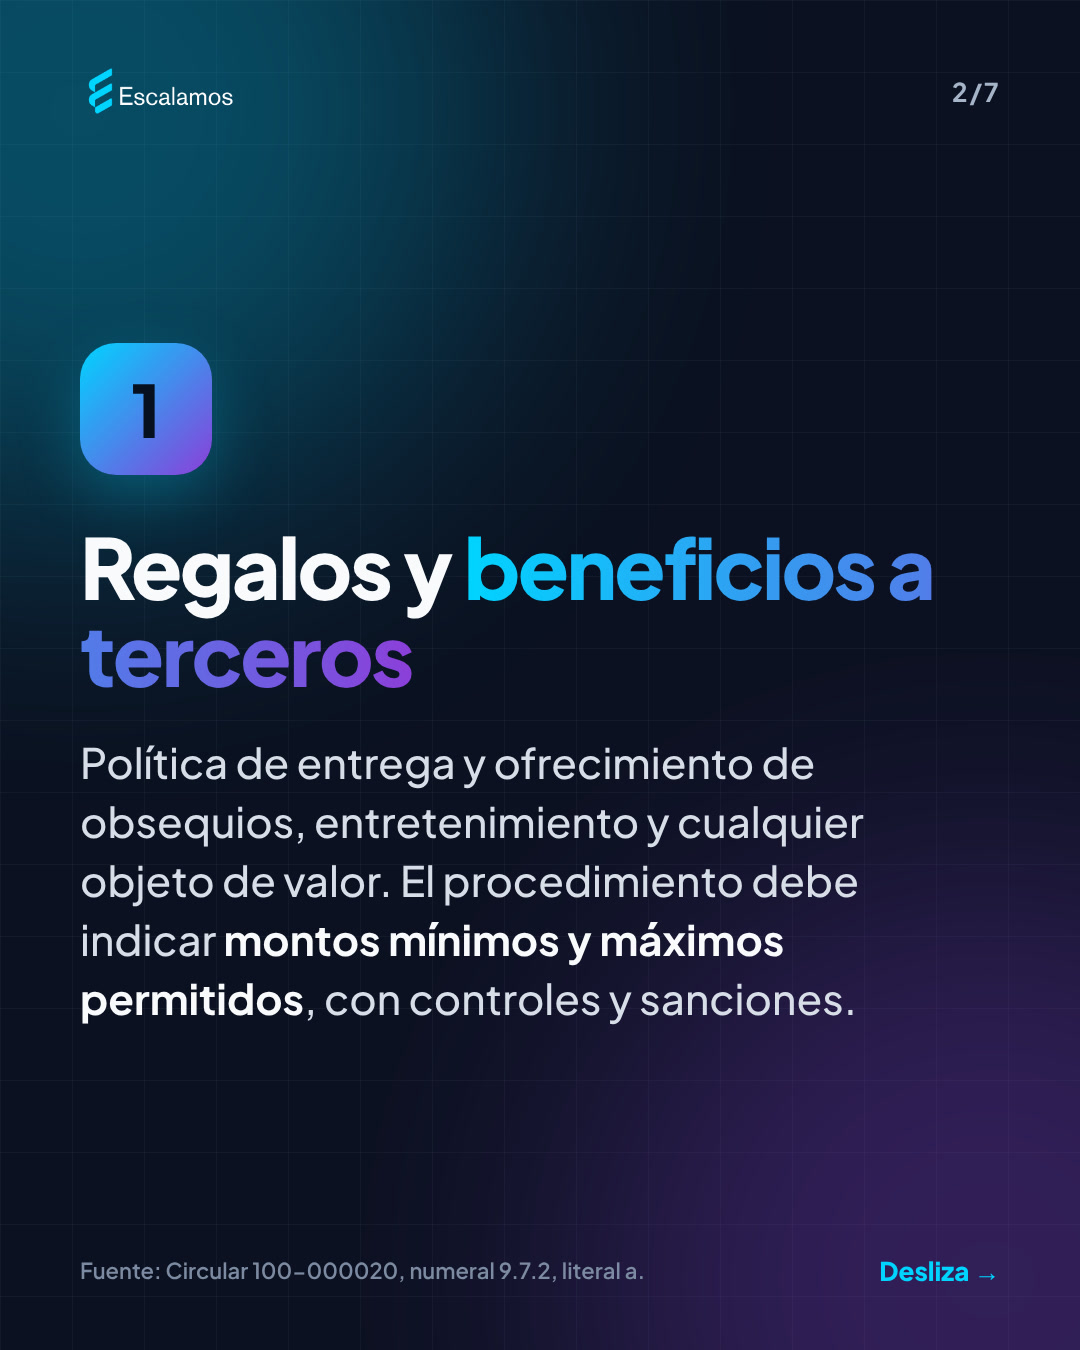 Escalamos
2/7
1
Regalos y beneficios a
terceros
Política de entrega y ofrecimiento de
obsequios, entretenimiento y cualquier
objeto de valor. El procedimiento debe
indicar montos mínimos y máximos
permitidos, con controles y sanciones.
Fuente: Circular 100-000020, numeral 9.7.2, literal a.
Desliza →